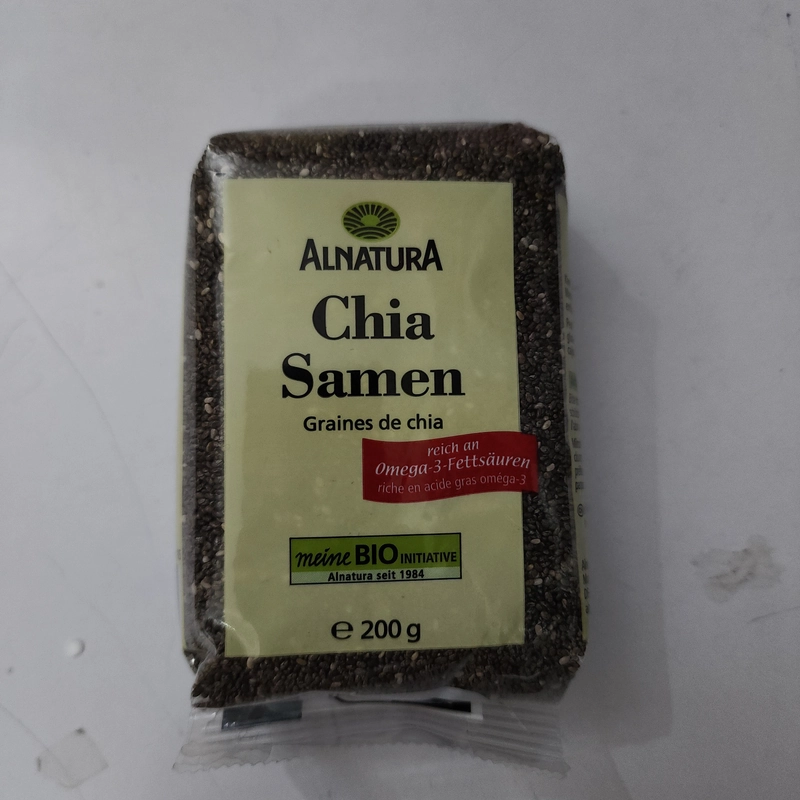 ALNATURA
Chia
Samen
Graines de chia
reich an
Omega-3-Fettsäuren
riche en acide gras oméga-3
meine BIO INITIATIVE
Alnatura seit 1984
℮ 200 g